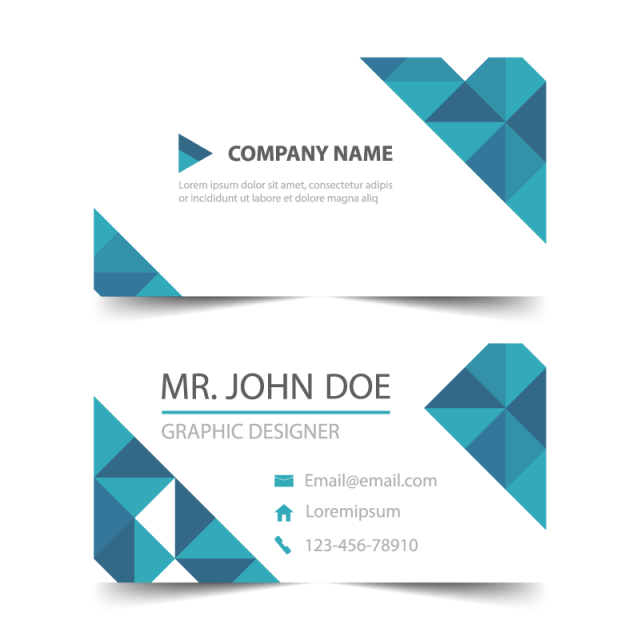 COMPANY NAME
Lorem ipsum dolor sit amet, consectetur adipis
or incididunt ut labore et dolore magna aliq
MR. JOHN DOE
GRAPHIC DESIGNER
Email@email.com
Loremipsum
123-456-78910